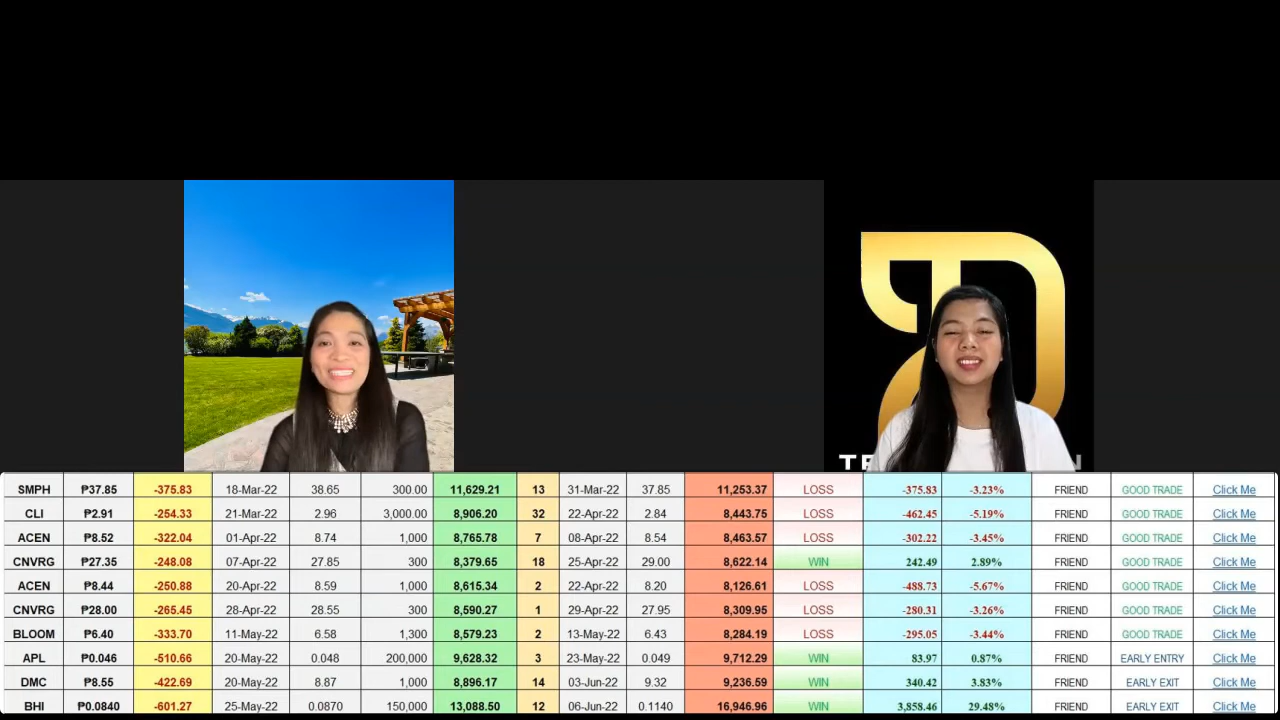 SMPH ₱37.85 -375.83 18-Mar-22 38.65 300.00 11,629.21 13 31-Mar-22 37.85 11,253.37 LOSS -375.83 -3.23% FRIEND GOOD TRADE Click Me
CLI ₱2.91 -254.33 21-Mar-22 2.96 3,000.00 8,906.20 32 22-Apr-22 2.84 8,443.75 LOSS -462.45 -5.19% FRIEND GOOD TRADE Click Me
ACEN ₱8.52 -322.04 01-Apr-22 8.74 1,000 8,765.78 7 08-Apr-22 8.54 8,463.57 LOSS -302.22 -3.45% FRIEND GOOD TRADE Click Me
CNVRG ₱27.35 -248.08 07-Apr-22 27.85 300 8,379.65 18 25-Apr-22 29.00 8,622.14 WIN 242.49 2.89% FRIEND GOOD TRADE Click Me
ACEN ₱8.44 -250.88 20-Apr-22 8.59 1,000 8,615.34 2 22-Apr-22 8.20 8,126.61 LOSS -488.73 -5.67% FRIEND GOOD TRADE Click Me
CNVRG ₱28.00 -265.45 28-Apr-22 28.55 300 8,590.27 1 29-Apr-22 27.95 8,309.95 LOSS -280.31 -3.26% FRIEND GOOD TRADE Click Me
BLOOM ₱6.40 -333.70 11-May-22 6.58 1,300 8,579.23 2 13-May-22 6.43 8,284.19 LOSS -295.05 -3.44% FRIEND GOOD TRADE Click Me
APL ₱0.046 -510.66 20-May-22 0.048 200,000 9,628.32 3 23-May-22 0.049 9,712.29 WIN 83.97 0.87% FRIEND EARLY ENTRY Click Me
DMC ₱8.55 -422.69 20-May-22 8.87 1,000 8,896.17 14 03-Jun-22 9.32 9,236.59 WIN 340.42 3.83% FRIEND EARLY EXIT Click Me
BHI ₱0.0840 -601.27 25-May-22 0.0870 150,000 13,088.50 12 06-Jun-22 0.1140 16,946.96 WIN 3,858.46 29.48% FRIEND EARLY EXIT Click Me